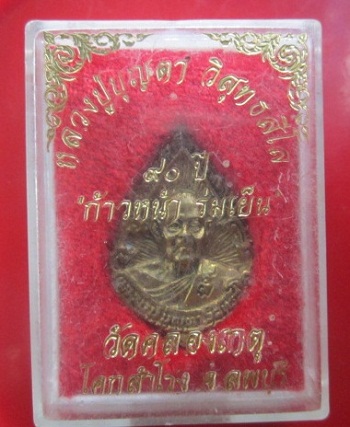 หลวงปู่บุญตา วิสุทธสีโล
๙๐ ปี
ก้าวหน้า ร่มเย็น
วัดคลองเกตุ
โคกสำโรง จ.ลพบุรี